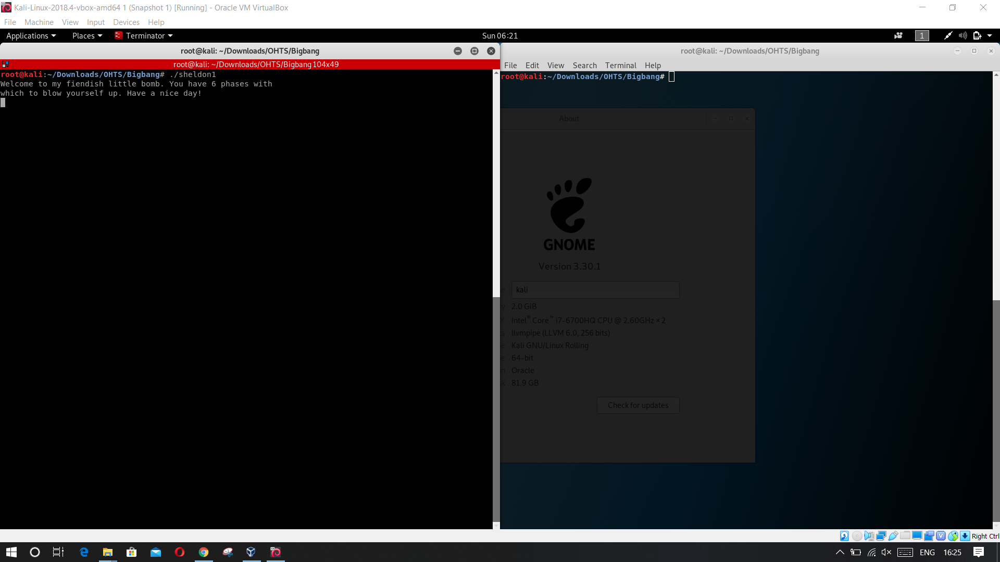 Kali-Linux-2018.4-vbox-amd64 1 (Snapshot 1) [Running] - Oracle VM VirtualBox
File Machine View Input Devices Help
Applications Places Terminator Sun 06:21 1
root@kali: ~/Downloads/OHTS/Bigbang
root@kali: ~/Downloads/OHTS/Bigbang 104x49
root@kali:~/Downloads/OHTS/Bigbang# ./sheldon1
Welcome to my fiendish little bomb. You have 6 phases with
which to blow yourself up. Have a nice day!
root@kali: ~/Downloads/OHTS/Bigbang
File Edit View Search Terminal Help
root@kali:~/Downloads/OHTS/Bigbang#
About
GNOME
Version 3.30.1
e kali
y 2.0 GiB
or Intel® Core™ i7-6700HQ CPU @ 2.60GHz × 2
cs llvmpipe (LLVM 6.0, 256 bits)
e Kali GNU/Linux Rolling
e 64-bit
n Oracle
k 81.9 GB
Check for updates
Right Ctrl
ENG 16:25